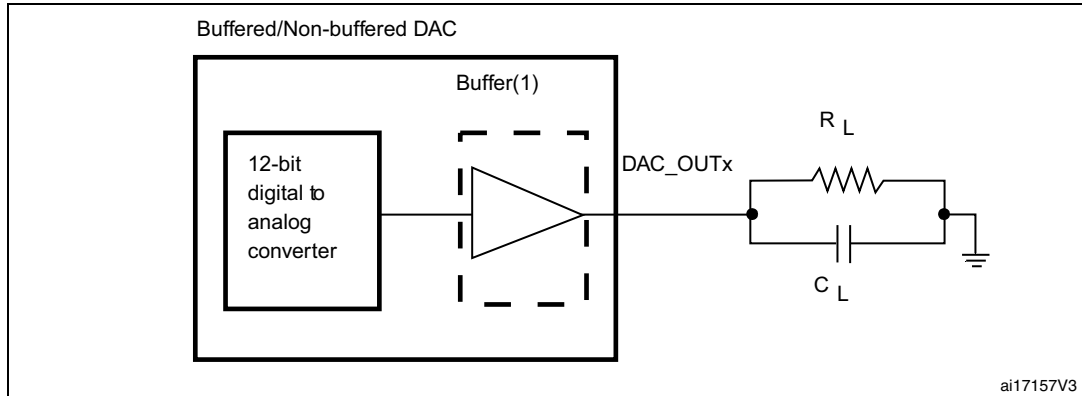 Buffered/Non-buffered DAC
Buffer(1)
12-bit
digital to
analog
converter
DAC_OUTx
R L
C L
ai17157V3